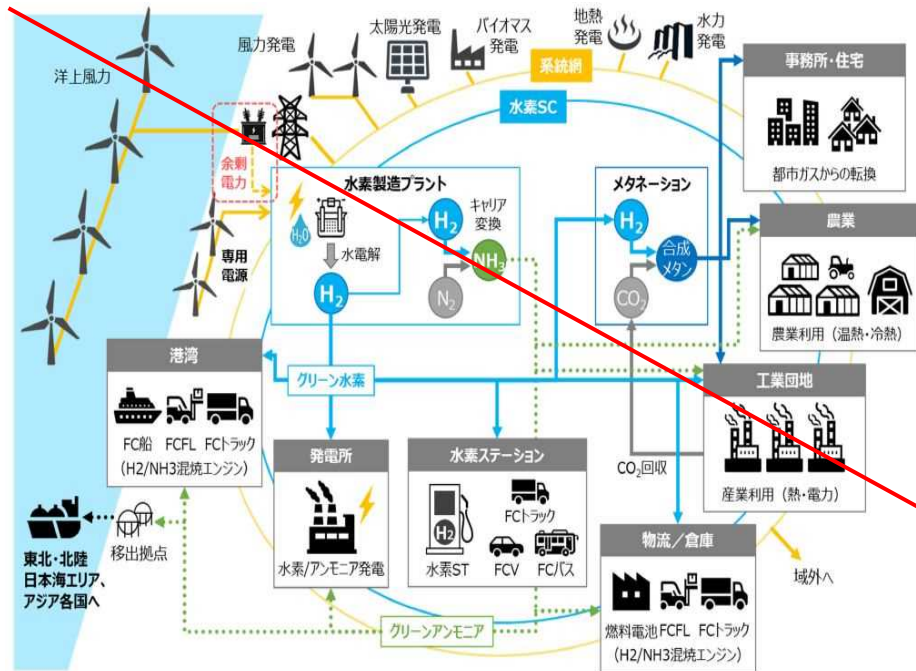 洋上風力
風力発電
太陽光発電
バイオマス
発電
地熱
発電
水力
発電
系統網
水素SC
余剰
電力
専用
電源
水素製造プラント
H₂O
水電解
H₂
H₂
キャリア
変換
N₂
NH₃
メタネーション
H₂
CO₂
合成
メタン
事務所・住宅
都市ガスからの転換
農業
農業利用（温熱・冷熱）
工業団地
産業利用（熱・電力）
CO₂回収
グリーン水素
港湾
FC船 FCFL FCトラック
(H2/NH3混焼エンジン)
発電所
水素/アンモニア発電
水素ステーション
H₂
水素ST
FCトラック
FCV
FCバス
物流／倉庫
燃料電池 FCFL FCトラック
(H2/NH3混焼エンジン)
域外へ
移出拠点
東北・北陸
日本海エリア、
アジア各国へ
グリーンアンモニア